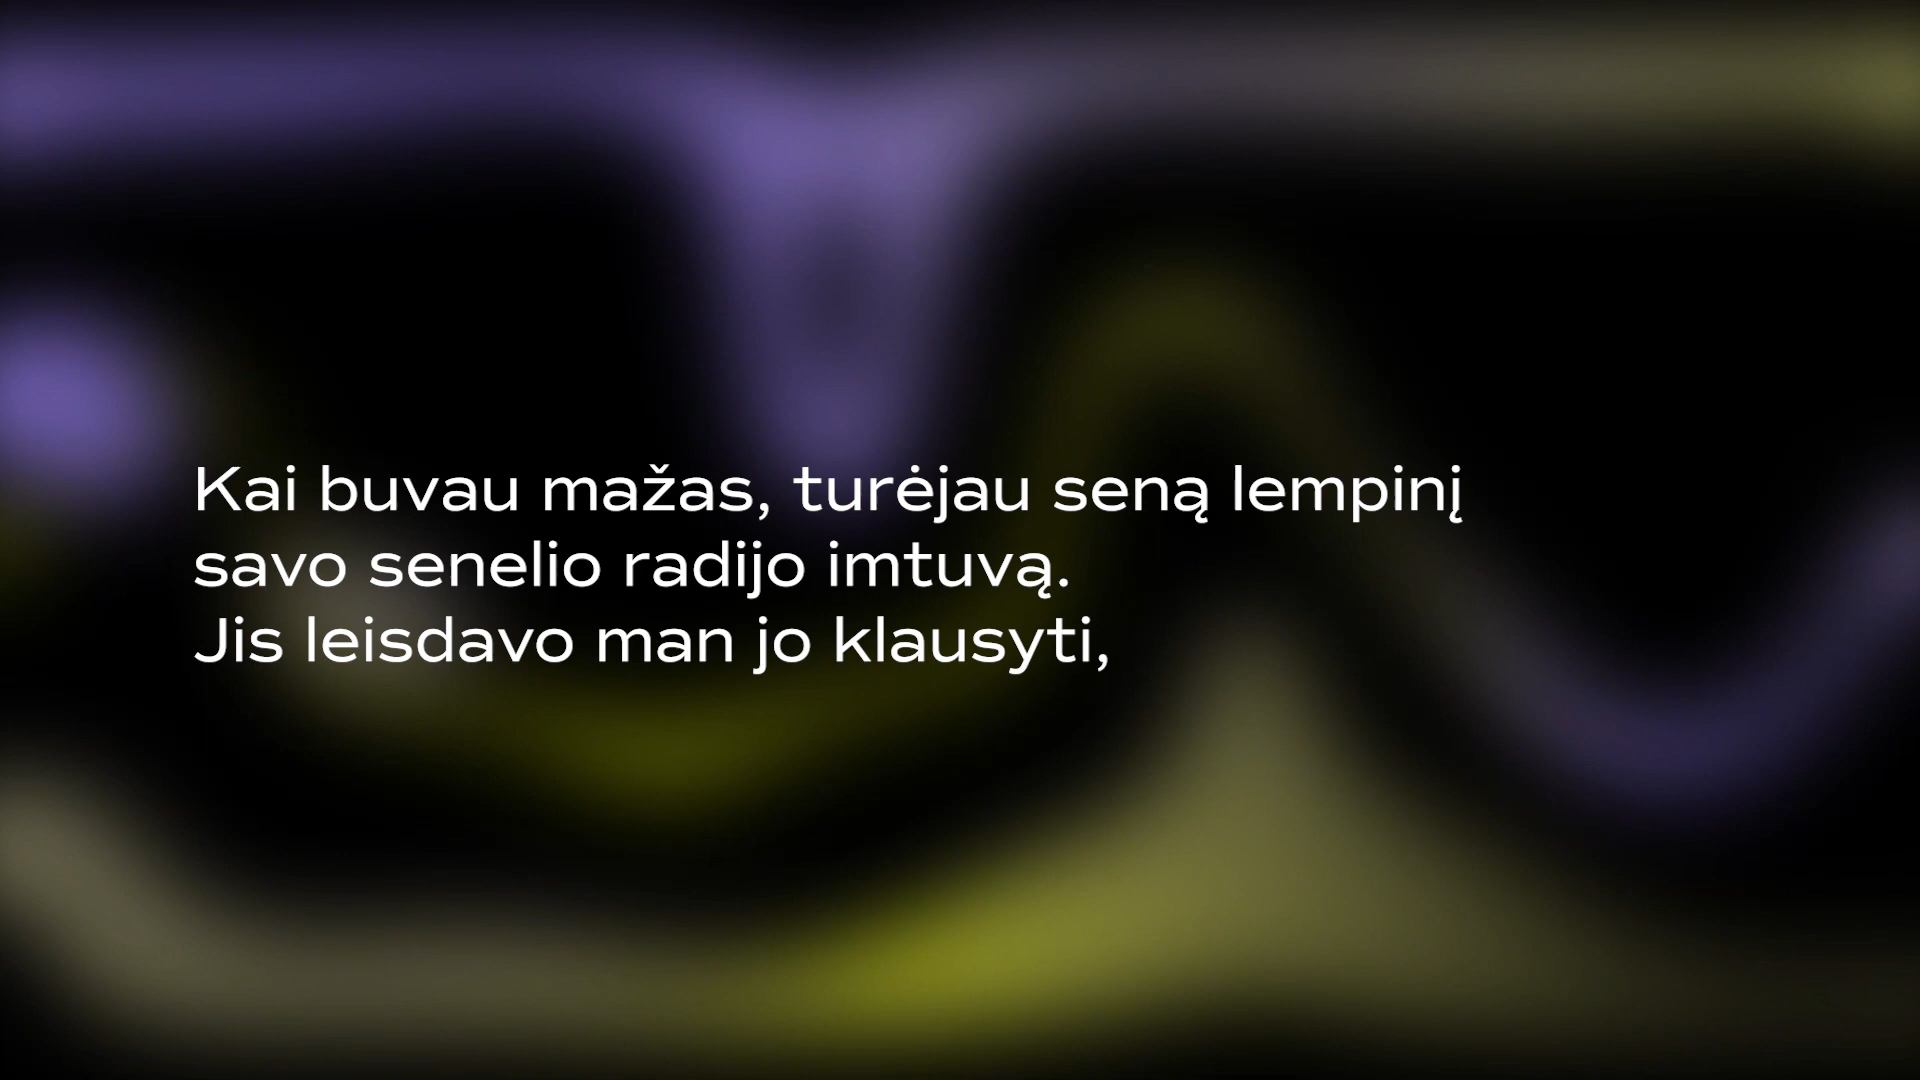 Kai buvau mažas, turėjau seną lempinį
savo senelio radijo imtuvą.
Jis leisdavo man jo klausyti,